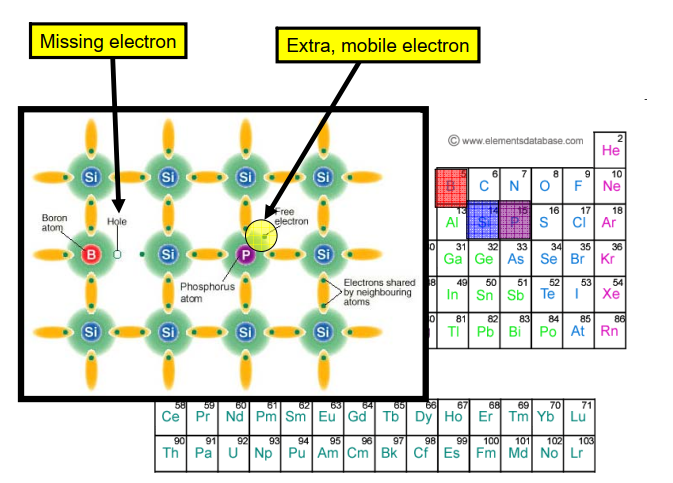 Missing electron
Extra, mobile electron
© www.elementsdatabase.com
2
He
5 6 7 8 9 10
B C N O F Ne
13 14 15 16 17 18
Al Si P S Cl Ar
0 31 32 33 34 35 36
Ga Ge As Se Br Kr
49 50 51 52 53 54
In Sn Sb Te I Xe
81 82 83 84 85 86
Tl Pb Bi Po At Rn
Si Si Si Si
Boron
atom
Hole
Free
electron
B Si P Si
Phosphorus
atom
Electrons shared
by neighbouring
atoms
Si Si Si Si
58 59 60 61 62 63 64 65 66 67 68 69 70 71
Ce Pr Nd Pm Sm Eu Gd Tb Dy Ho Er Tm Yb Lu
90 91 92 93 94 95 96 97 98 99 100 101 102 103
Th Pa U Np Pu Am Cm Bk Cf Es Fm Md No Lr